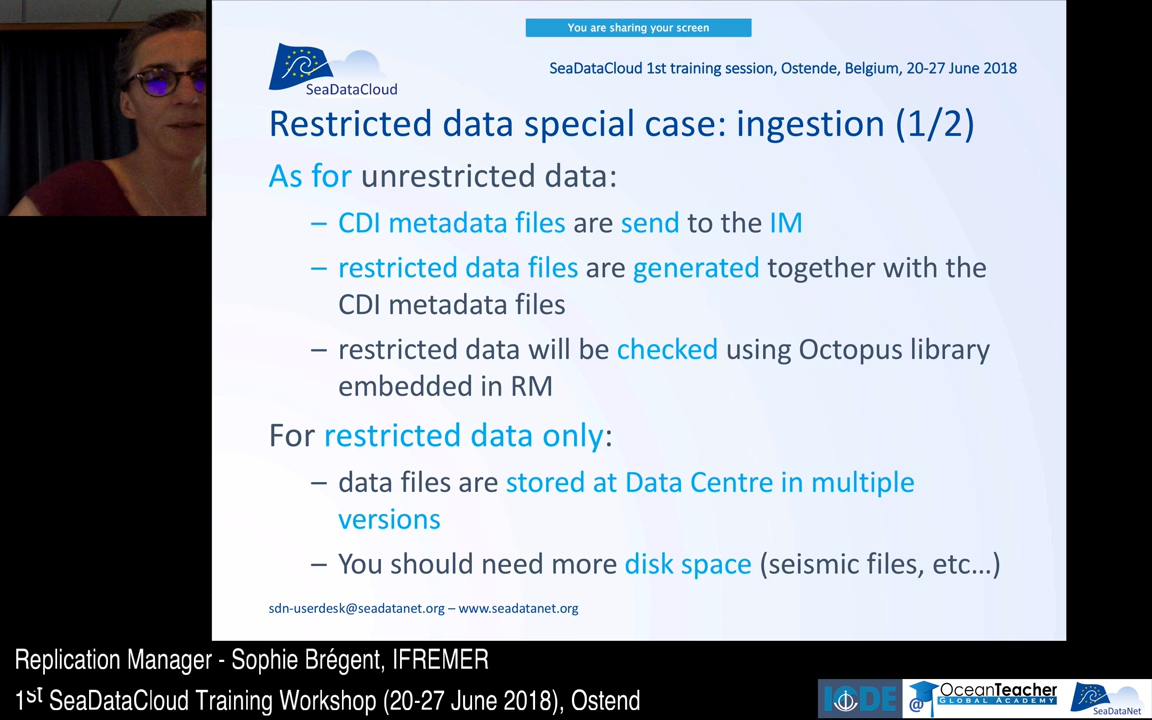 You are sharing your screen
SeaDataCloud
SeaDataCloud 1st training session, Ostende, Belgium, 20-27 June 2018
Restricted data special case: ingestion (1/2)
As for unrestricted data:
– CDI metadata files are send to the IM
– restricted data files are generated together with the
CDI metadata files
– restricted data will be checked using Octopus library
embedded in RM
For restricted data only:
– data files are stored at Data Centre in multiple
versions
– You should need more disk space (seismic files, etc…)
sdn-userdesk@seadatanet.org – www.seadatanet.org
Replication Manager - Sophie Brégent, IFREMER
1st SeaDataCloud Training Workshop (20-27 June 2018), Ostend
IODE
@ OceanTeacher
GLOBAL ACADEMY
SeaDataNet